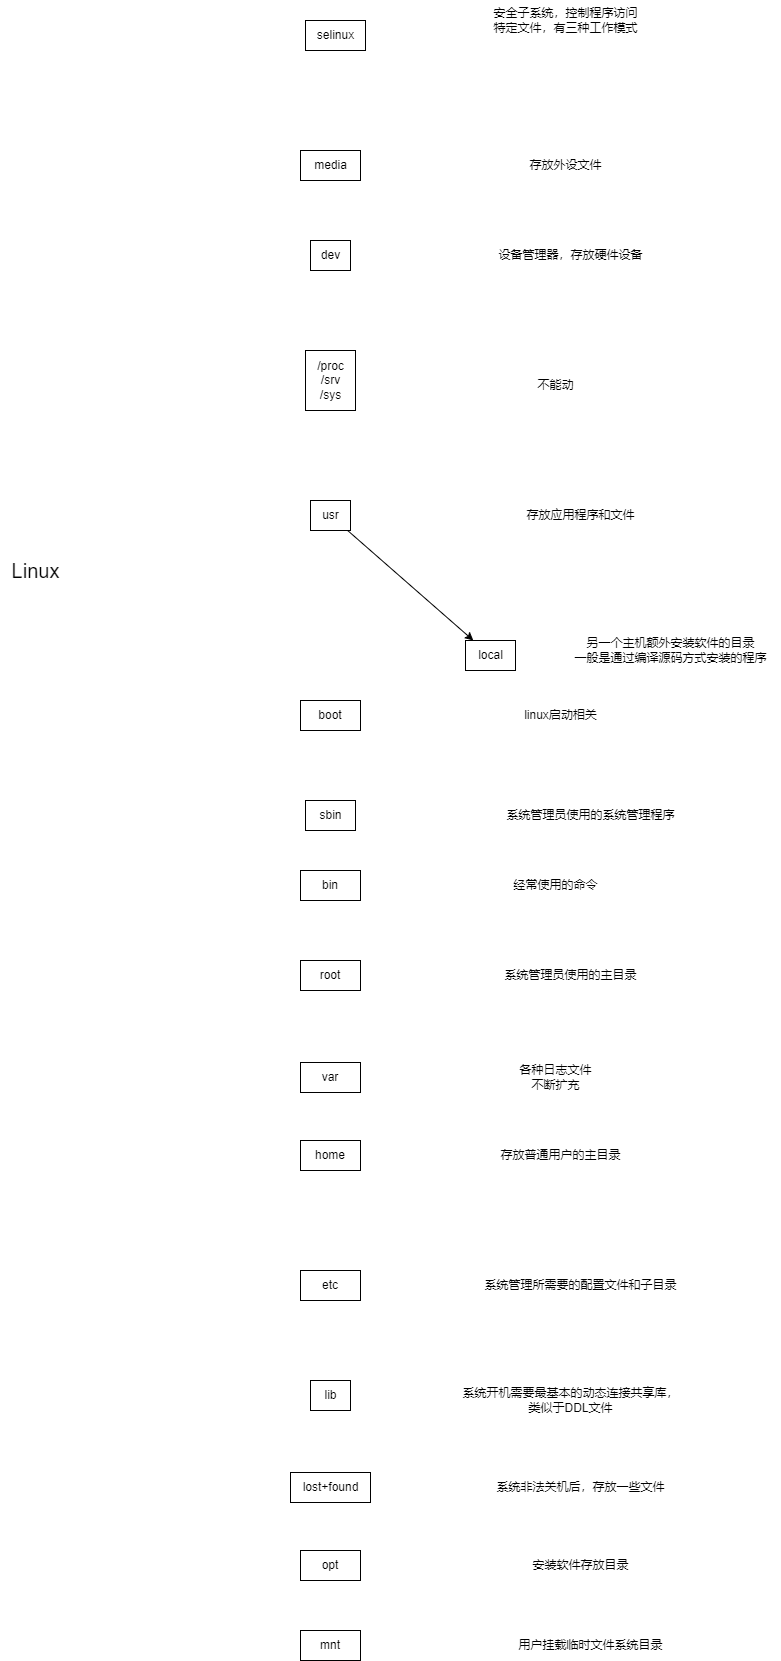 安全子系统，控制程序访问
特定文件，有三种工作模式
selinux
media
存放外设文件
dev
设备管理器，存放硬件设备
/proc
/srv
/sys
不能动
usr
存放应用程序和文件
Linux
local
另一个主机额外安装软件的目录
一般是通过编译源码方式安装的程序
boot
linux启动相关
sbin
系统管理员使用的系统管理程序
bin
经常使用的命令
root
系统管理员使用的主目录
var
各种日志文件
不断扩充
home
存放普通用户的主目录
etc
系统管理所需要的配置文件和子目录
lib
系统开机需要最基本的动态连接共享库，
类似于DDL文件
lost+found
系统非法关机后，存放一些文件
opt
安装软件存放目录
mnt
用户挂载临时文件系统目录